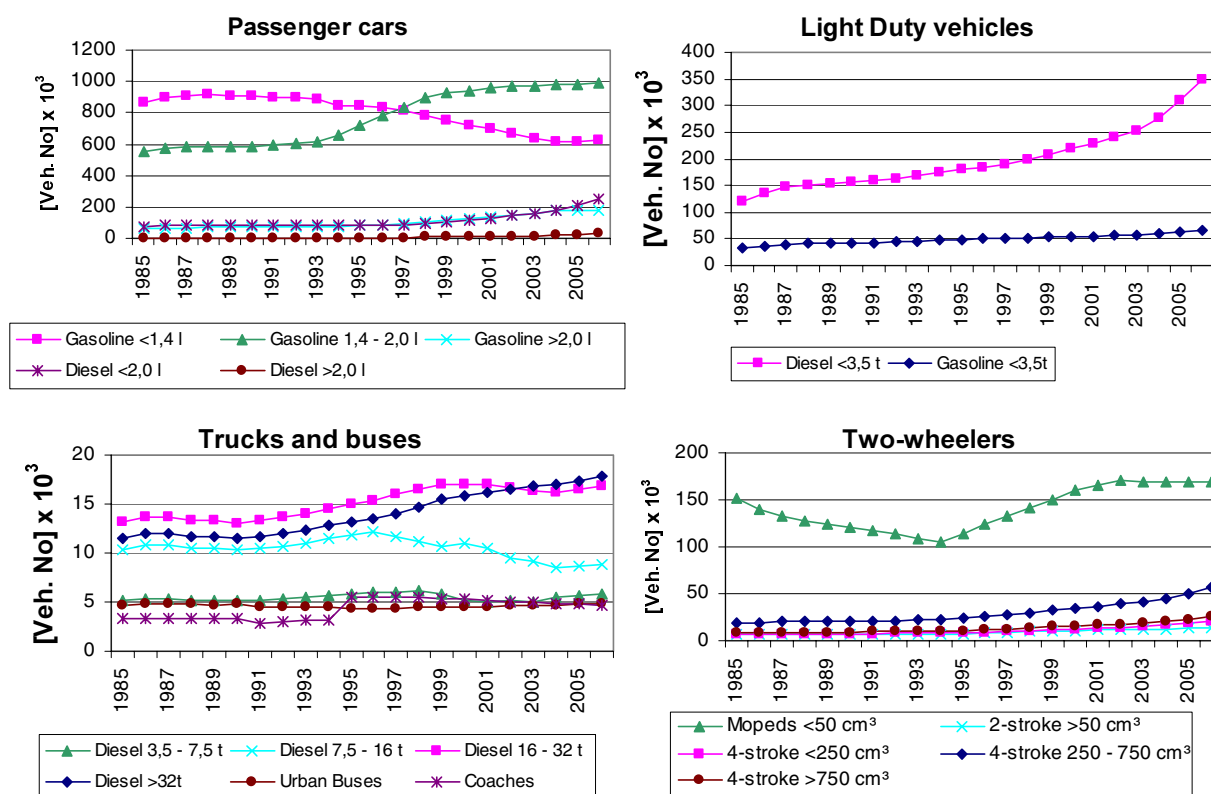 Passenger cars
[Veh. No] x 10³
1200
1000
800
600
400
200
0
1985
1987
1989
1991
1993
1995
1997
1999
2001
2003
2005
Gasoline <1,4 l
Gasoline 1,4 - 2,0 l
Gasoline >2,0 l
Diesel <2,0 l
Diesel >2,0 l
Light Duty vehicles
[Veh. No] x 10³
400
350
300
250
200
150
100
50
0
1985
1987
1989
1991
1993
1995
1997
1999
2001
2003
2005
Diesel <3,5 t
Gasoline <3,5t
Trucks and buses
[Veh. No] x 10³
20
15
10
5
0
1985
1987
1989
1991
1993
1995
1997
1999
2001
2003
2005
Diesel 3,5 - 7,5 t
Diesel 7,5 - 16 t
Diesel 16 - 32 t
Diesel >32t
Urban Buses
Coaches
Two-wheelers
[Veh. No] x 10³
200
150
100
50
0
1985
1987
1989
1991
1993
1995
1997
1999
2001
2003
2005
Mopeds <50 cm³
2-stroke >50 cm³
4-stroke <250 cm³
4-stroke 250 - 750 cm³
4-stroke >750 cm³